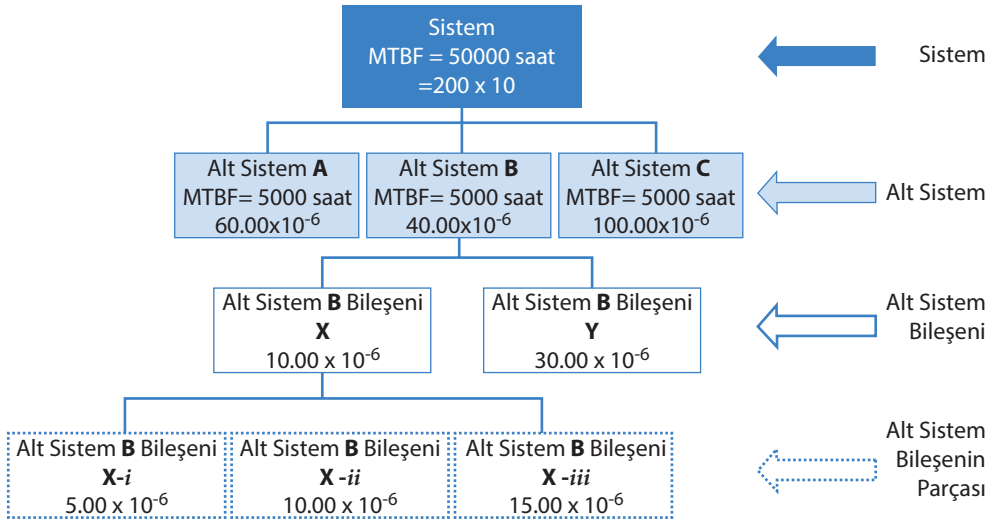 Sistem
MTBF = 50000 saat
=200 x 10
Sistem
Alt Sistem A
MTBF= 5000 saat
60.00x10⁻⁶
Alt Sistem B
MTBF= 5000 saat
40.00x10⁻⁶
Alt Sistem C
MTBF= 5000 saat
100.00x10⁻⁶
Alt Sistem
Alt Sistem B Bileşeni
X
10.00 x 10⁻⁶
Alt Sistem B Bileşeni
Y
30.00 x 10⁻⁶
Alt Sistem
Bileşeni
Alt Sistem B Bileşeni
X-i
5.00 x 10⁻⁶
Alt Sistem B Bileşeni
X -ii
10.00 x 10⁻⁶
Alt Sistem B Bileşeni
X -iii
15.00 x 10⁻⁶
Alt Sistem
Bileşenin
Parçası